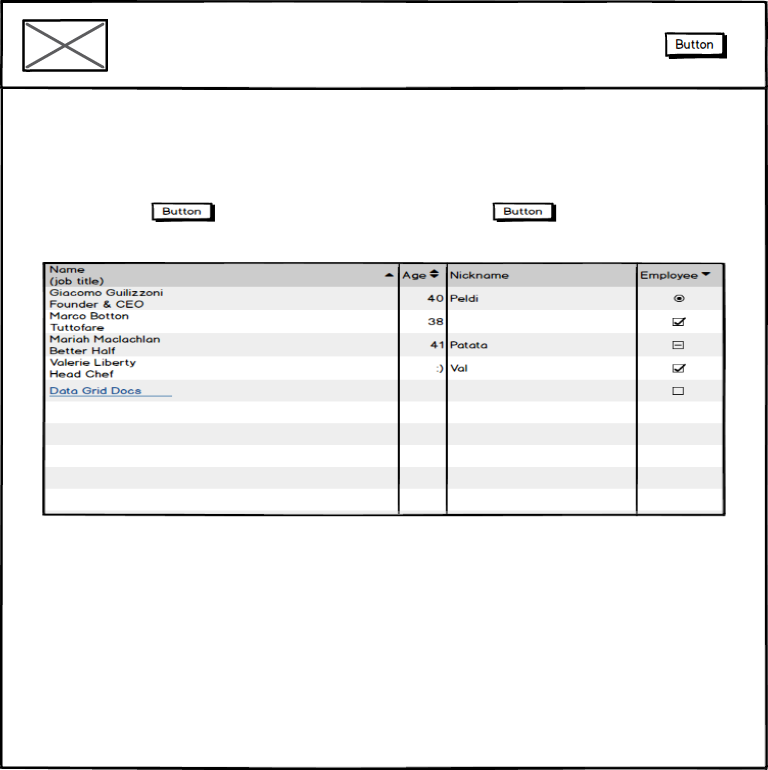 Button
Button Button
Name
(job title) Age Nickname Employee
Giacomo Guilizzoni
Founder & CEO 40 Peldi
Marco Botton
Tuttofare 38
Mariah Maclachlan
Better Half 41 Patata
Valerie Liberty
Head Chef :) Val
Data Grid Docs